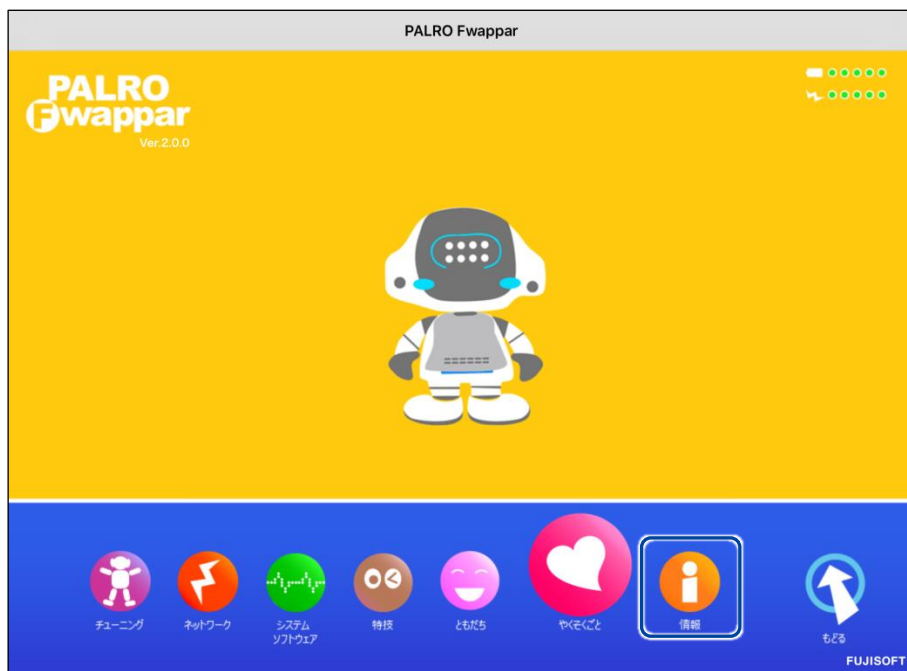 PALRO Fwappar
PALRO
Fwappar
Ver.2.0.0
チューニング
ネットワーク
システム
ソフトウェア
特技
ともだち
やくそくごと
情報
もどる
FUJISOFT